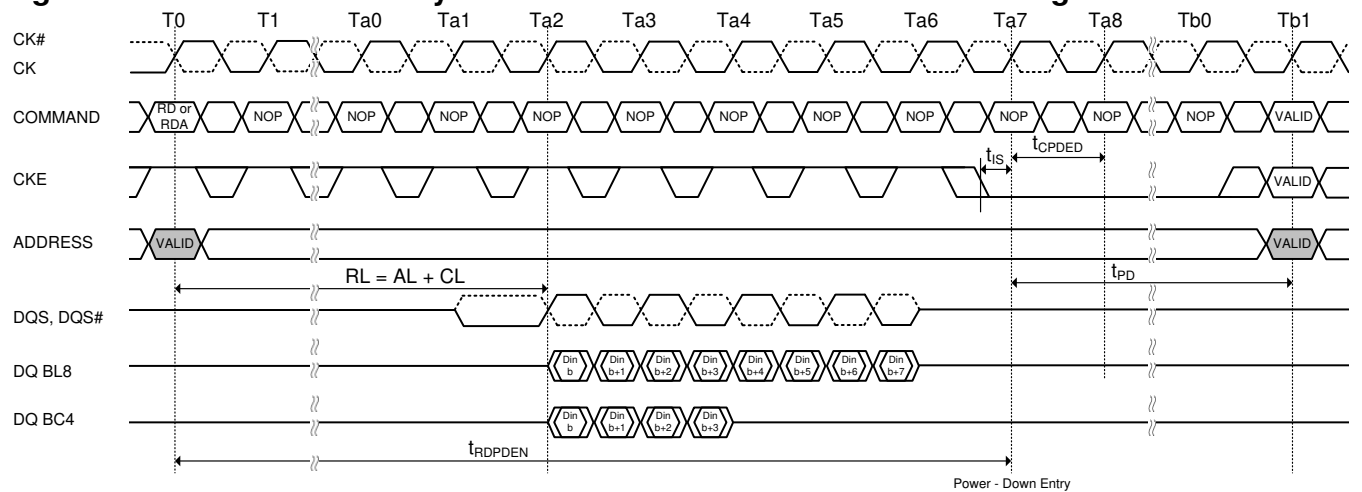 T0 T1 Ta0 Ta1 Ta2 Ta3 Ta4 Ta5 Ta6 Ta7 Ta8 Tb0 Tb1
CK#
CK
COMMAND RD or RDA NOP NOP NOP NOP NOP NOP NOP NOP NOP NOP NOP VALID
tIS tCPDED
CKE VALID
ADDRESS VALID VALID
RL = AL + CL tPD
DQS, DQS#
DQ BL8 Din b Din b+1 Din b+2 Din b+3 Din b+4 Din b+5 Din b+6 Din b+7
DQ BC4 Din b Din b+1 Din b+2 Din b+3
tRDPDEN
Power - Down Entry